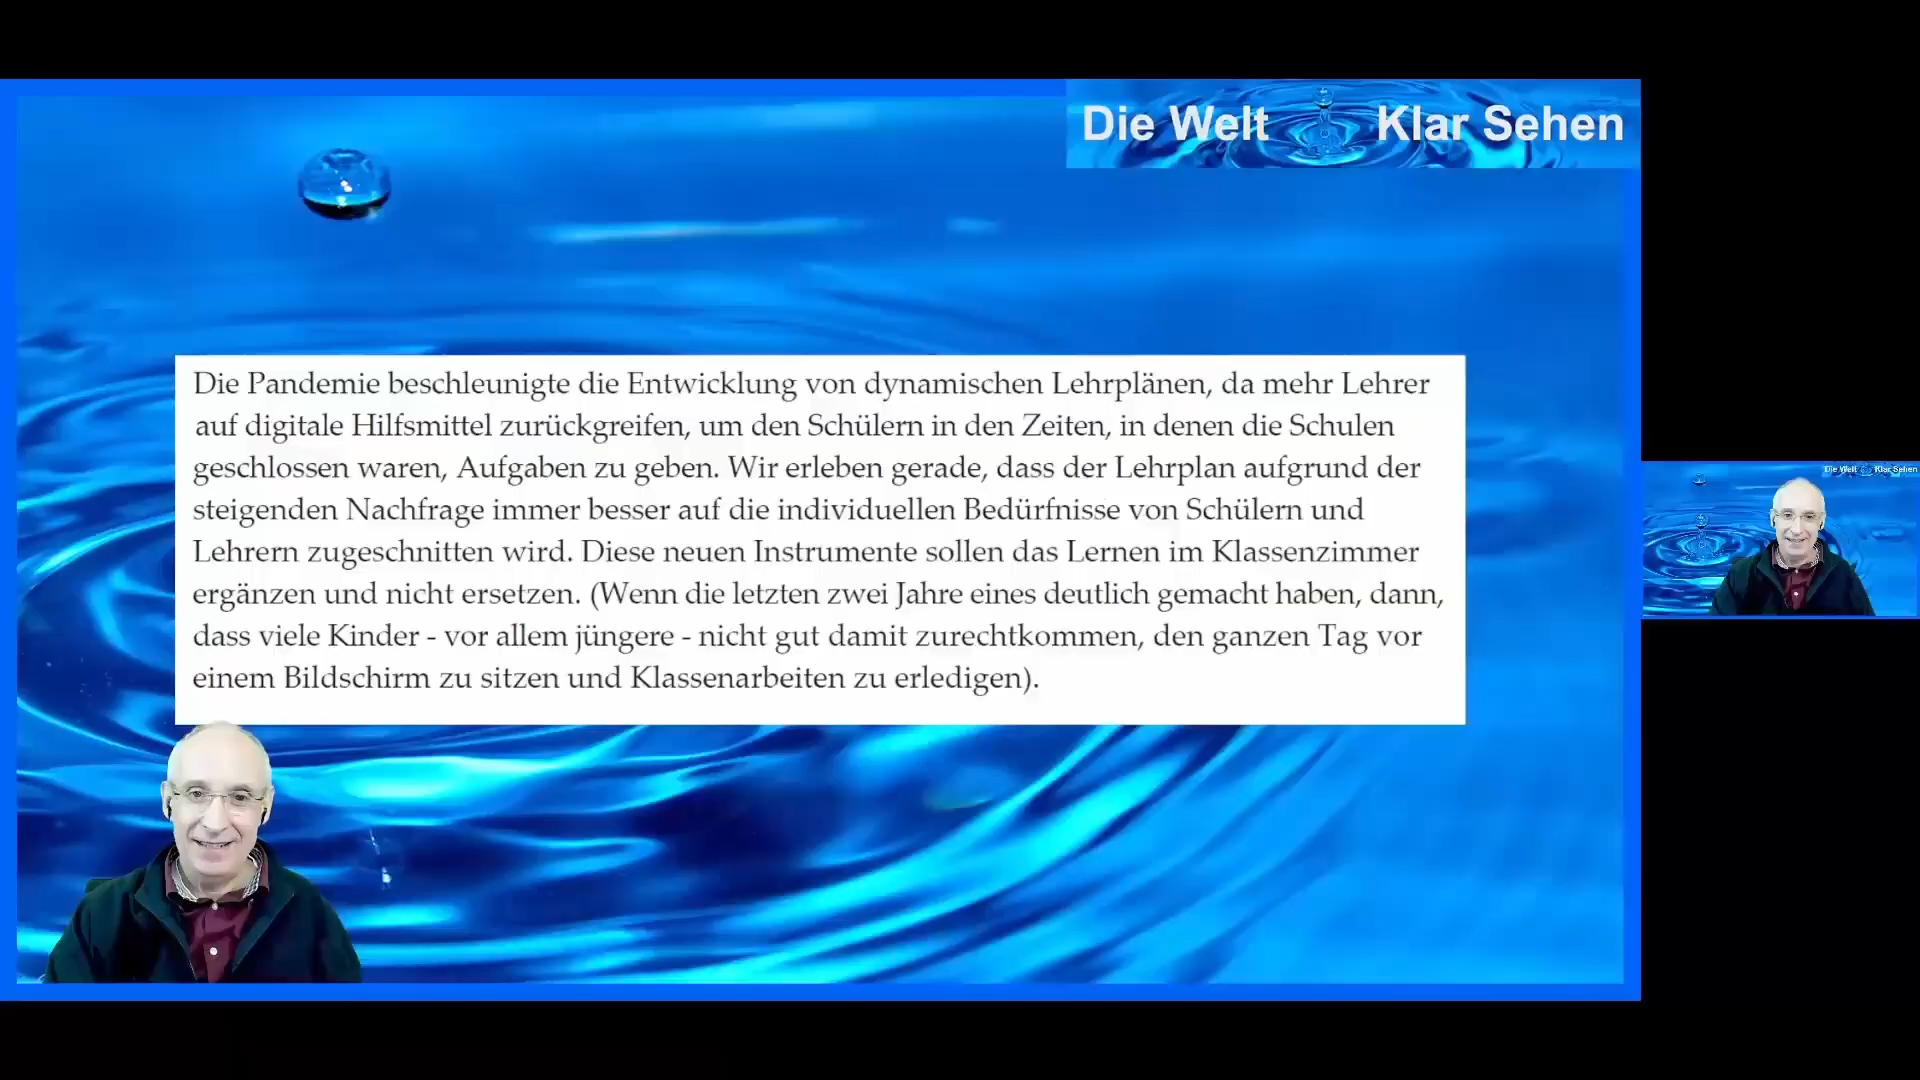 Die Welt Klar Sehen
Die Pandemie beschleunigte die Entwicklung von dynamischen Lehrplänen, da mehr Lehrer
auf digitale Hilfsmittel zurückgreifen, um den Schülern in den Zeiten, in denen die Schulen
geschlossen waren, Aufgaben zu geben. Wir erleben gerade, dass der Lehrplan aufgrund der
steigenden Nachfrage immer besser auf die individuellen Bedürfnisse von Schülern und
Lehrern zugeschnitten wird. Diese neuen Instrumente sollen das Lernen im Klassenzimmer
ergänzen und nicht ersetzen. (Wenn die letzten zwei Jahre eines deutlich gemacht haben, dann,
dass viele Kinder - vor allem jüngere - nicht gut damit zurechtkommen, den ganzen Tag vor
einem Bildschirm zu sitzen und Klassenarbeiten zu erledigen).
Die Welt Klar Sehen